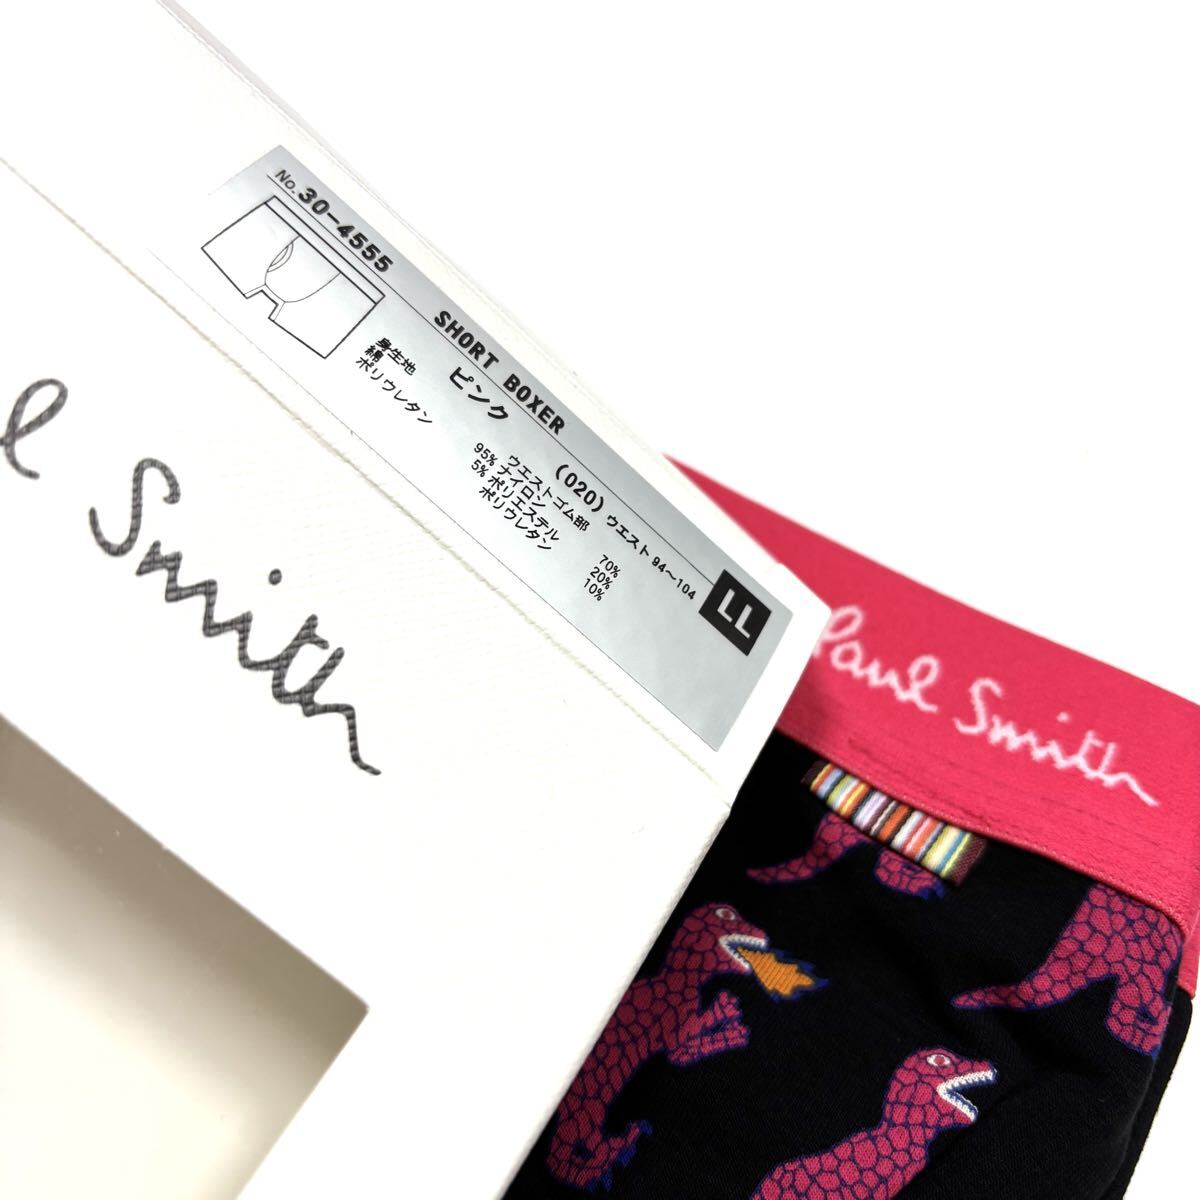 No. 30-4555 SHORT BOXER
ピンク (020) ウエスト 94~104 LL
身生地
綿 95%
ポリウレタン 5%
ウエストゴム部
ナイロン 70%
ポリエステル 20%
ポリウレタン 10%
l Smith
Paul Smith